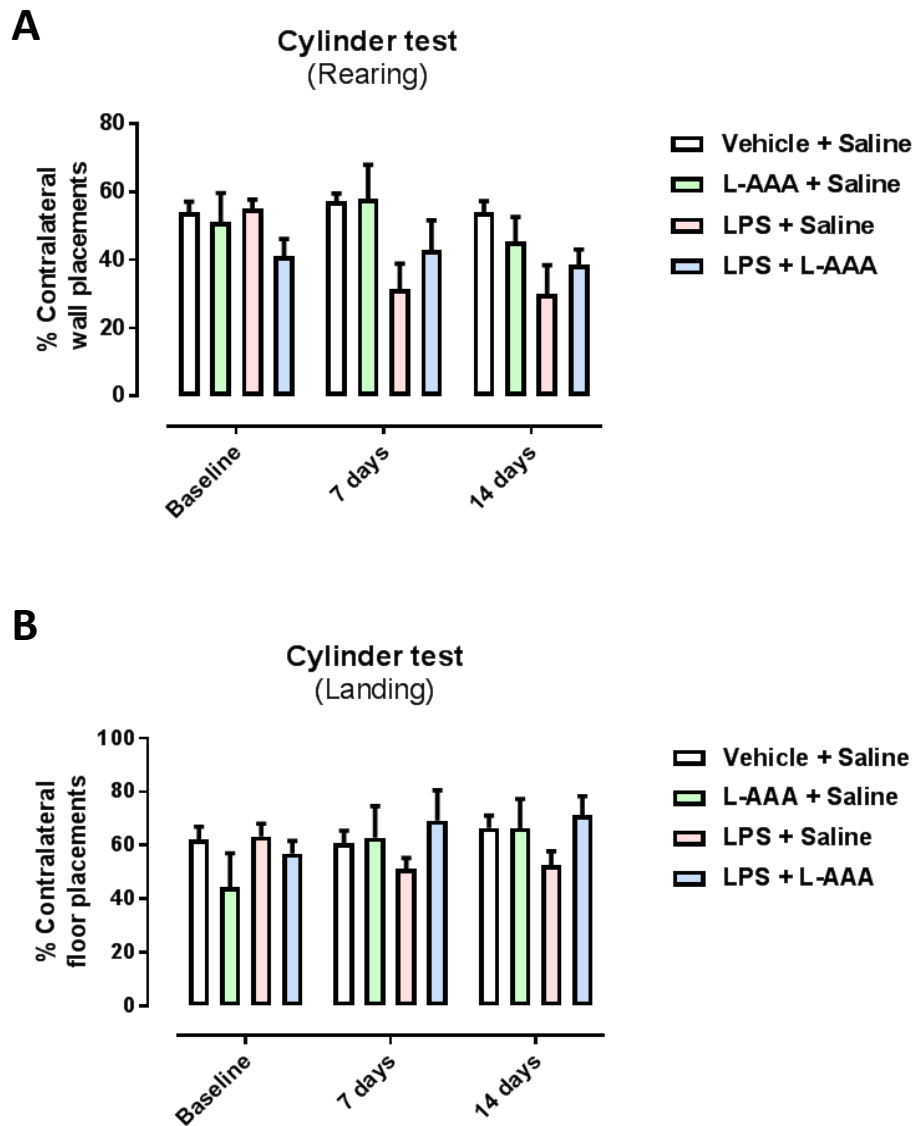 A
Cylinder test
(Rearing)
% Contralateral
wall placements
80
60
40
20
0
Baseline
7 days
14 days
Vehicle + Saline
L-AAA + Saline
LPS + Saline
LPS + L-AAA
B
Cylinder test
(Landing)
% Contralateral
floor placements
100
80
60
40
20
0
Baseline
7 days
14 days
Vehicle + Saline
L-AAA + Saline
LPS + Saline
LPS + L-AAA